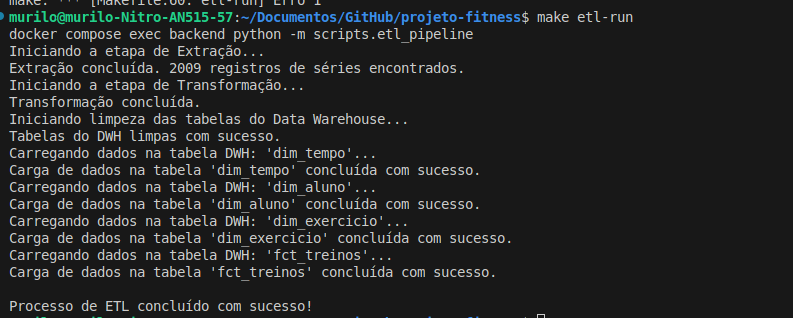 make: *** [Makefile:60: etl-run] Erro 1
murilo@murilo-Nitro-AN515-57:~/Documentos/GitHub/projeto-fitness$ make etl-run
docker compose exec backend python -m scripts.etl_pipeline
Iniciando a etapa de Extração...
Extração concluída. 2009 registros de séries encontrados.
Iniciando a etapa de Transformação...
Transformação concluída.
Iniciando limpeza das tabelas do Data Warehouse...
Tabelas do DWH limpas com sucesso.
Carregando dados na tabela DWH: 'dim_tempo'...
Carga de dados na tabela 'dim_tempo' concluída com sucesso.
Carregando dados na tabela DWH: 'dim_aluno'...
Carga de dados na tabela 'dim_aluno' concluída com sucesso.
Carregando dados na tabela DWH: 'dim_exercicio'...
Carga de dados na tabela 'dim_exercicio' concluída com sucesso.
Carregando dados na tabela DWH: 'fct_treinos'...
Carga de dados na tabela 'fct_treinos' concluída com sucesso.
Processo de ETL concluído com sucesso!